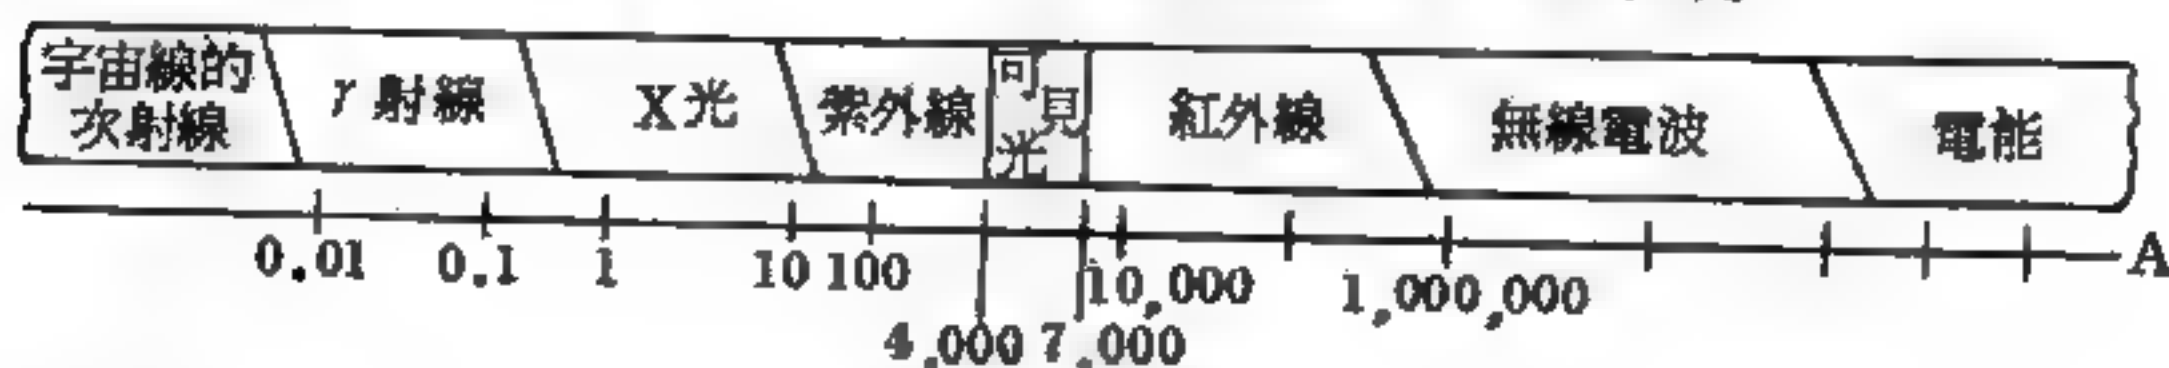 宇宙線的
次射線
r 射線
X光
紫外線
可見光
紅外線
無線電波
電能
0.01 0.1 1 10 100 10,000 1,000,000 A
4,000 7,000